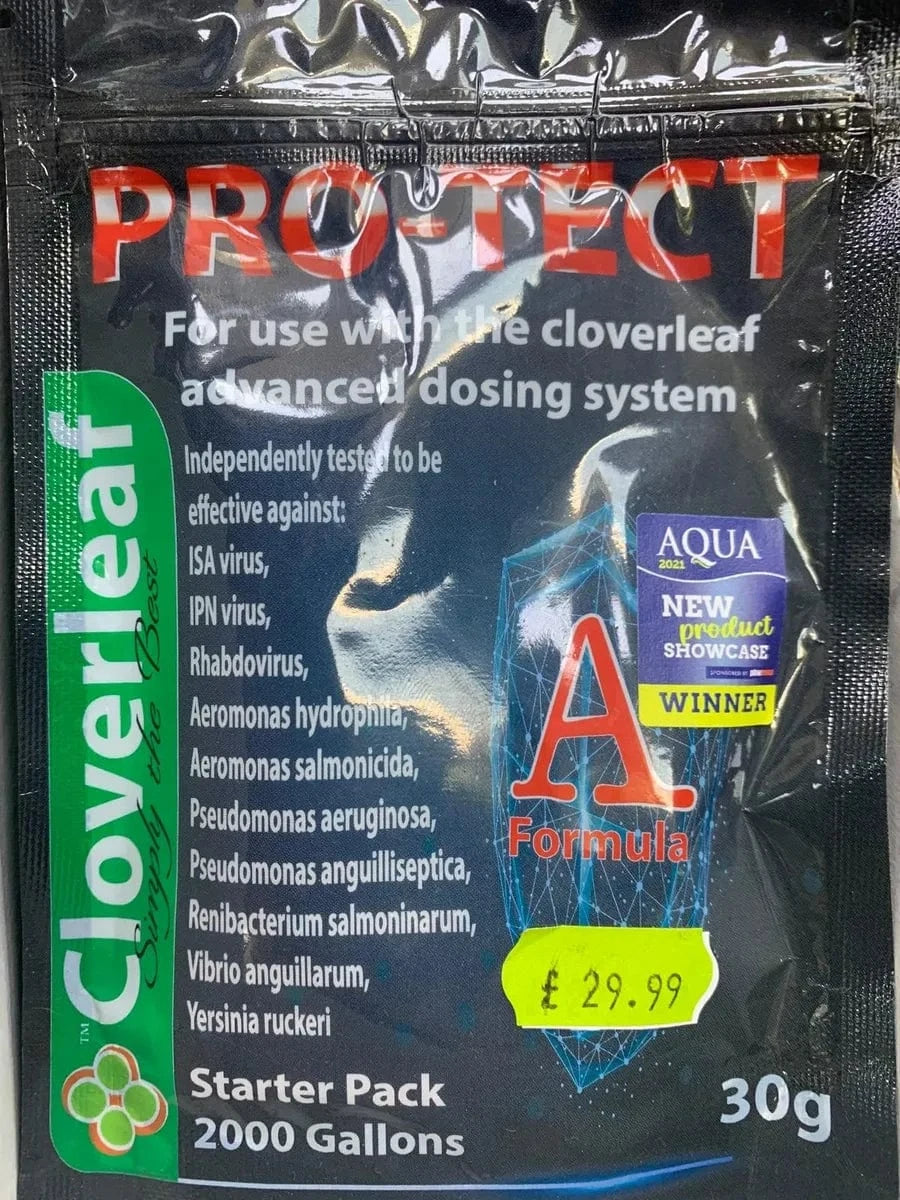 PRO-TECT
For use with the cloverleaf
advanced dosing system
Cloverleaf
Simply the Best
TM
Independently tested to be
effective against:
ISA virus,
IPN virus,
Rhabdovirus,
Aeromonas hydrophila,
Aeromonas salmonicida,
Pseudomonas aeruginosa,
Pseudomonas anguilliseptica,
Renibacterium salmoninarum,
Vibrio anguillarum,
Yersinia ruckeri
AQUA
2021
NEW
product
SHOWCASE
SPONSORED BY
WINNER
A
Formula
£ 29.99
Starter Pack
2000 Gallons
30g